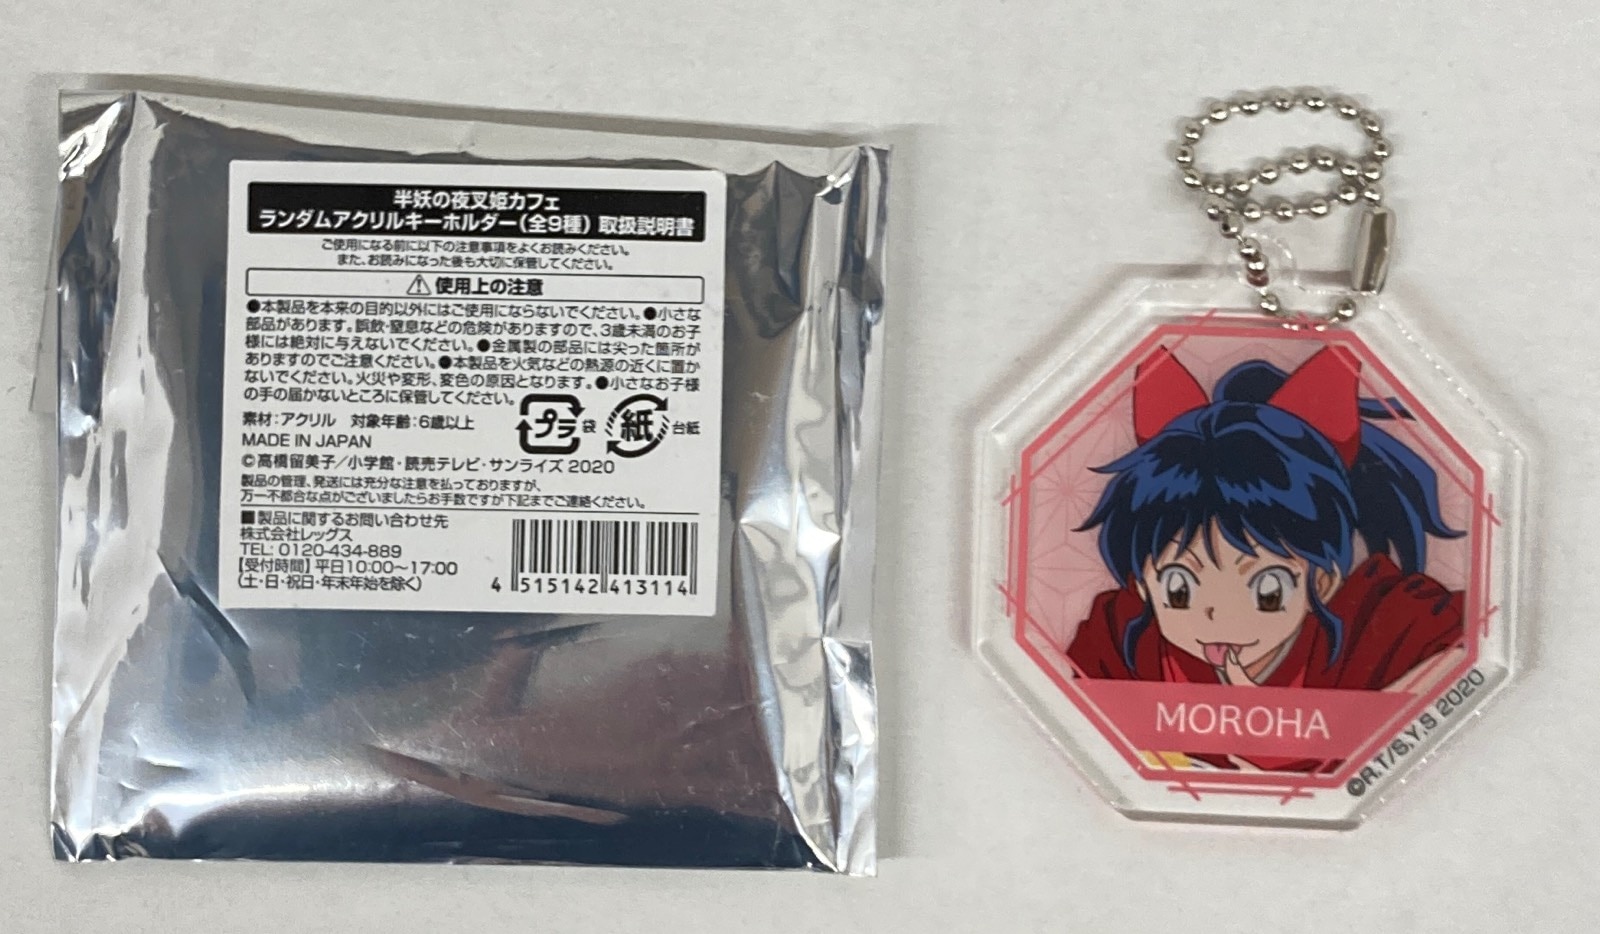 半妖の夜叉姫カフェ
ランダムアクリルキーホルダー（全9種） 取扱説明書
ご使用になる前に以下の注意事項をよくお読みください。
また、お読みになった後も大切に保管してください。
使用上の注意
●本製品を本来の目的以外にはご使用にならないでください。●小さな
部品があります。誤飲・窒息などの危険がありますので、3歳未満のお子
様には絶対に与えないでください。●金属製の部品には尖った箇所が
ありますのでご注意ください。●本製品を火気などの熱源の近くに置か
ないでください。火災や変形、変色の原因となります。●小さなお子様
の手の届かないところに保管してください。
素材：アクリル 対象年齢：6歳以上
プラ 袋 紙 台紙
MADE IN JAPAN
©高橋留美子／小学館・読売テレビ・サンライズ 2020
製品の管理、発送には充分な注意を払っておりますが、
万一不都合な点がございましたらお手数ですが下記までご連絡ください。
■製品に関するお問い合わせ先
株式会社レッグス
TEL: 0120-434-889
【受付時間】平日10:00～17:00
（土・日・祝日・年末年始を除く）
4 515142 413114
MOROHA
©R.T/S,Y,S 2020